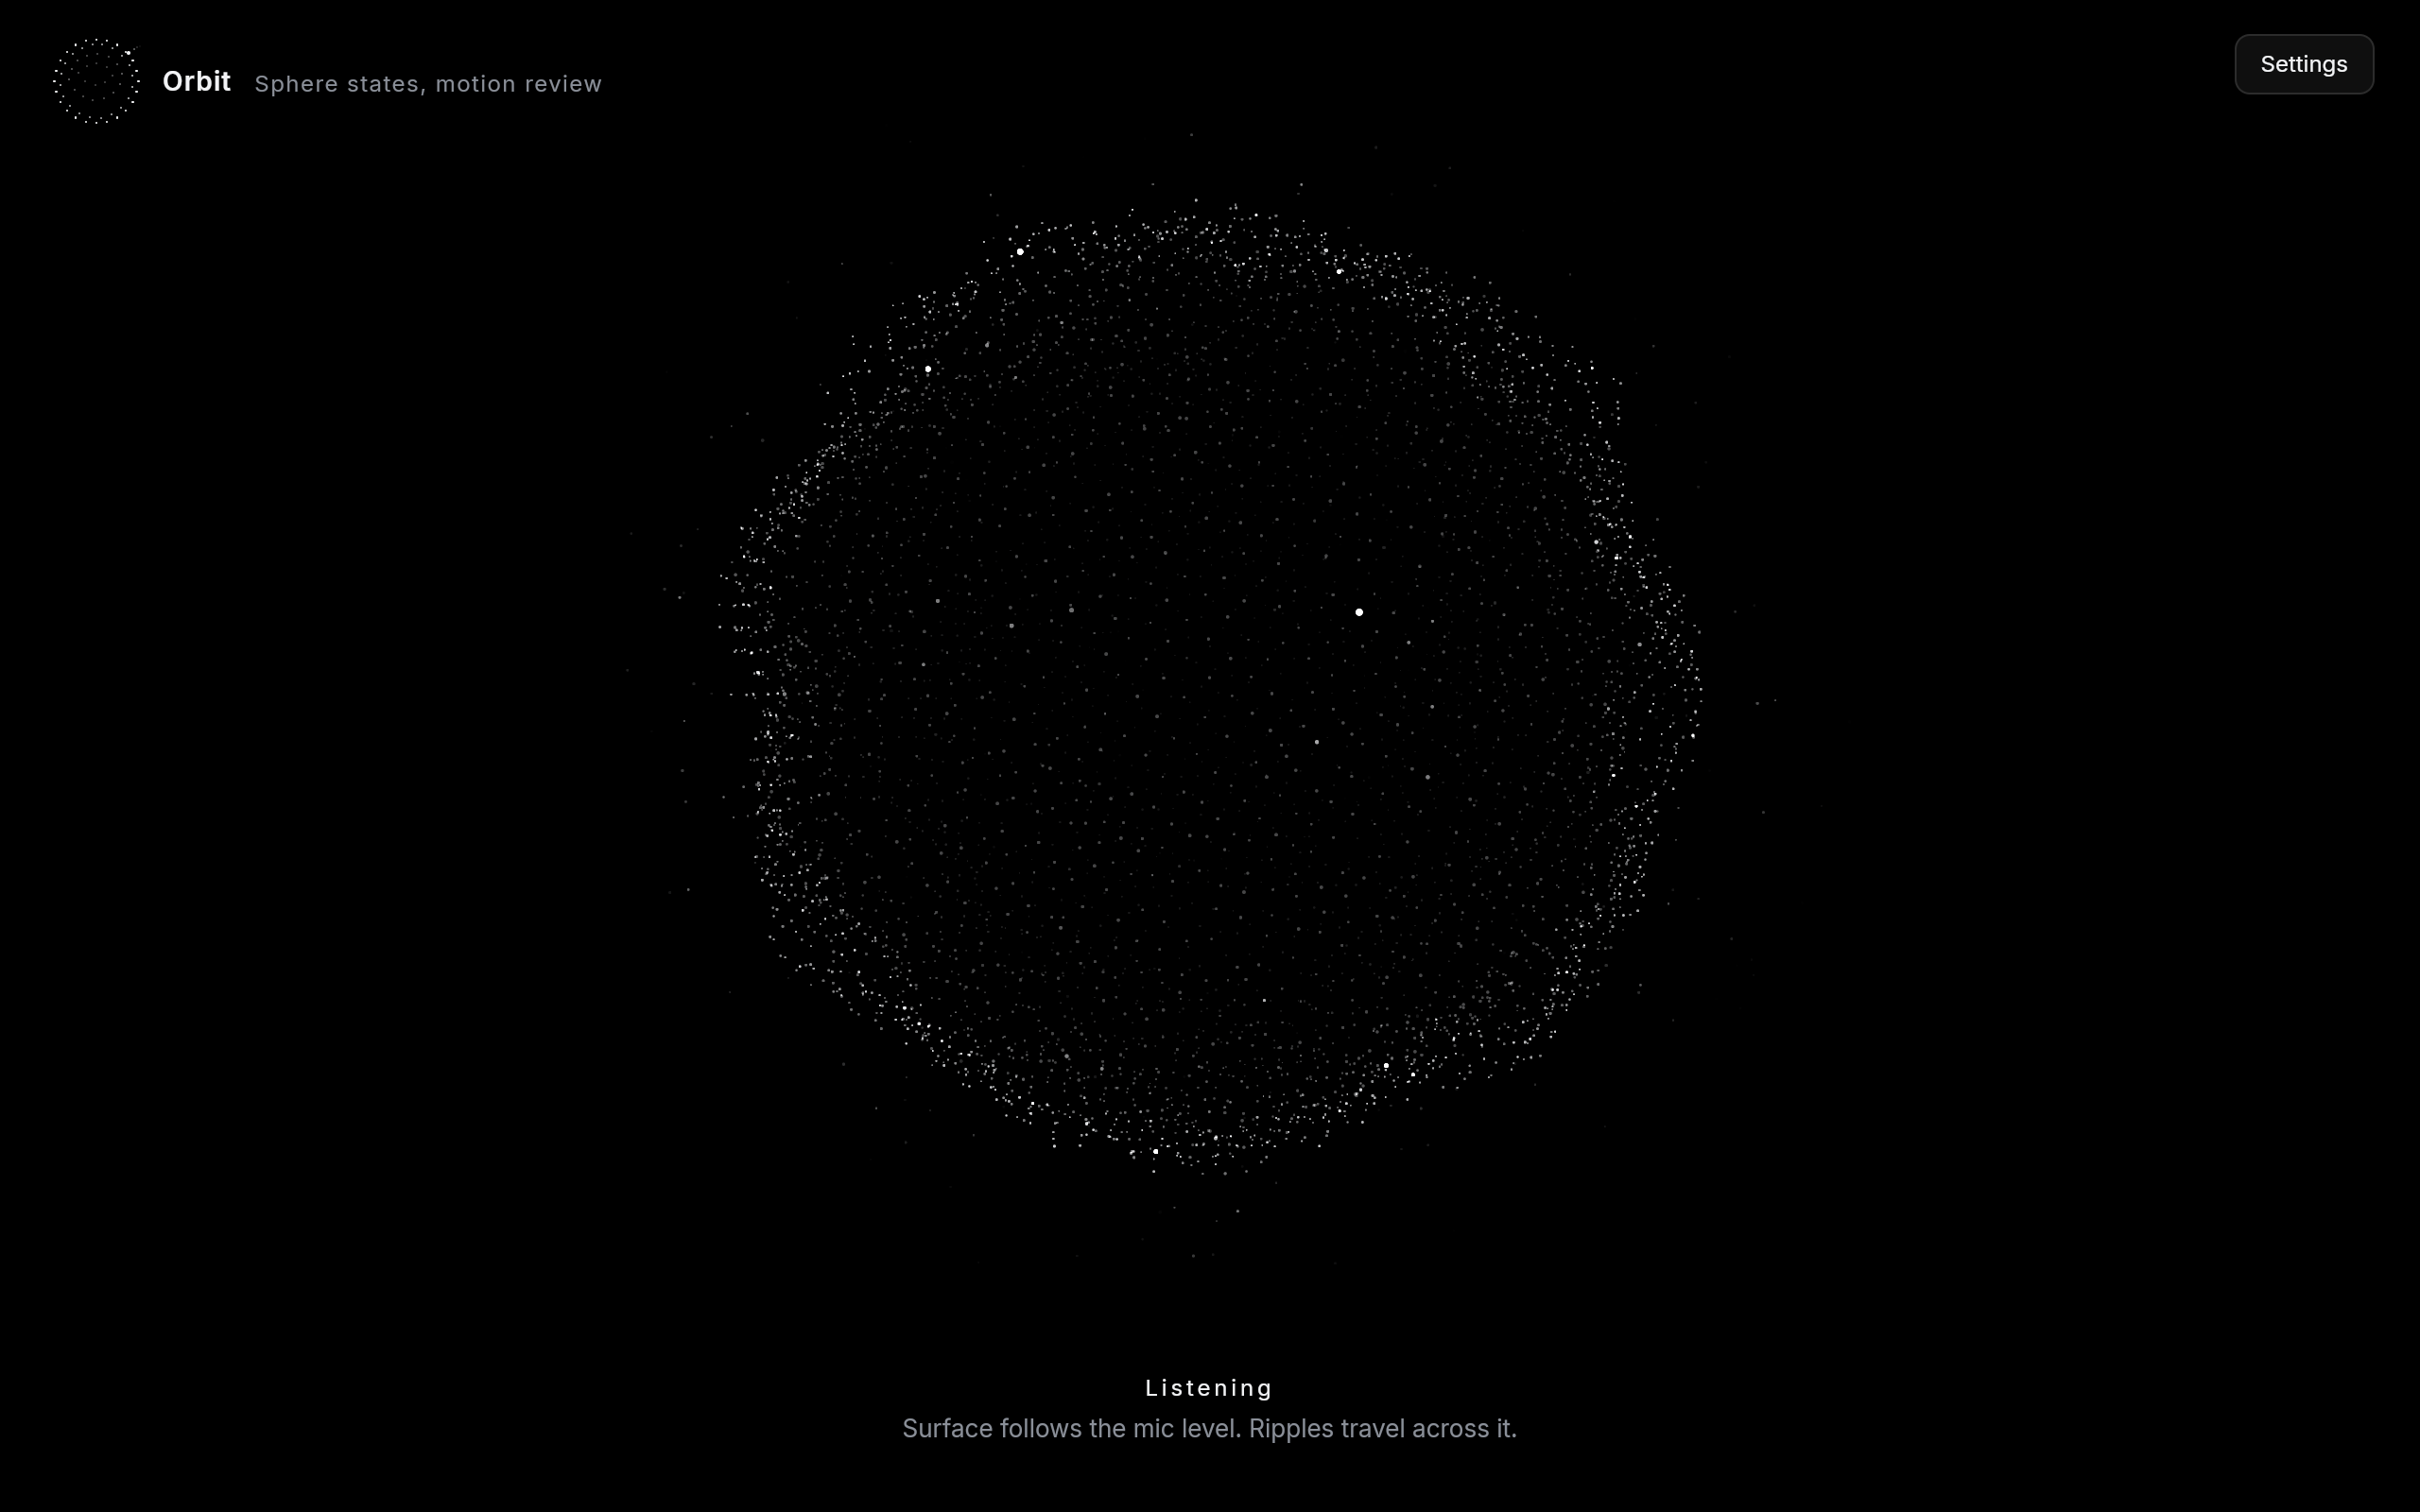 Orbit Sphere states, motion review
Settings
Listening
Surface follows the mic level. Ripples travel across it.